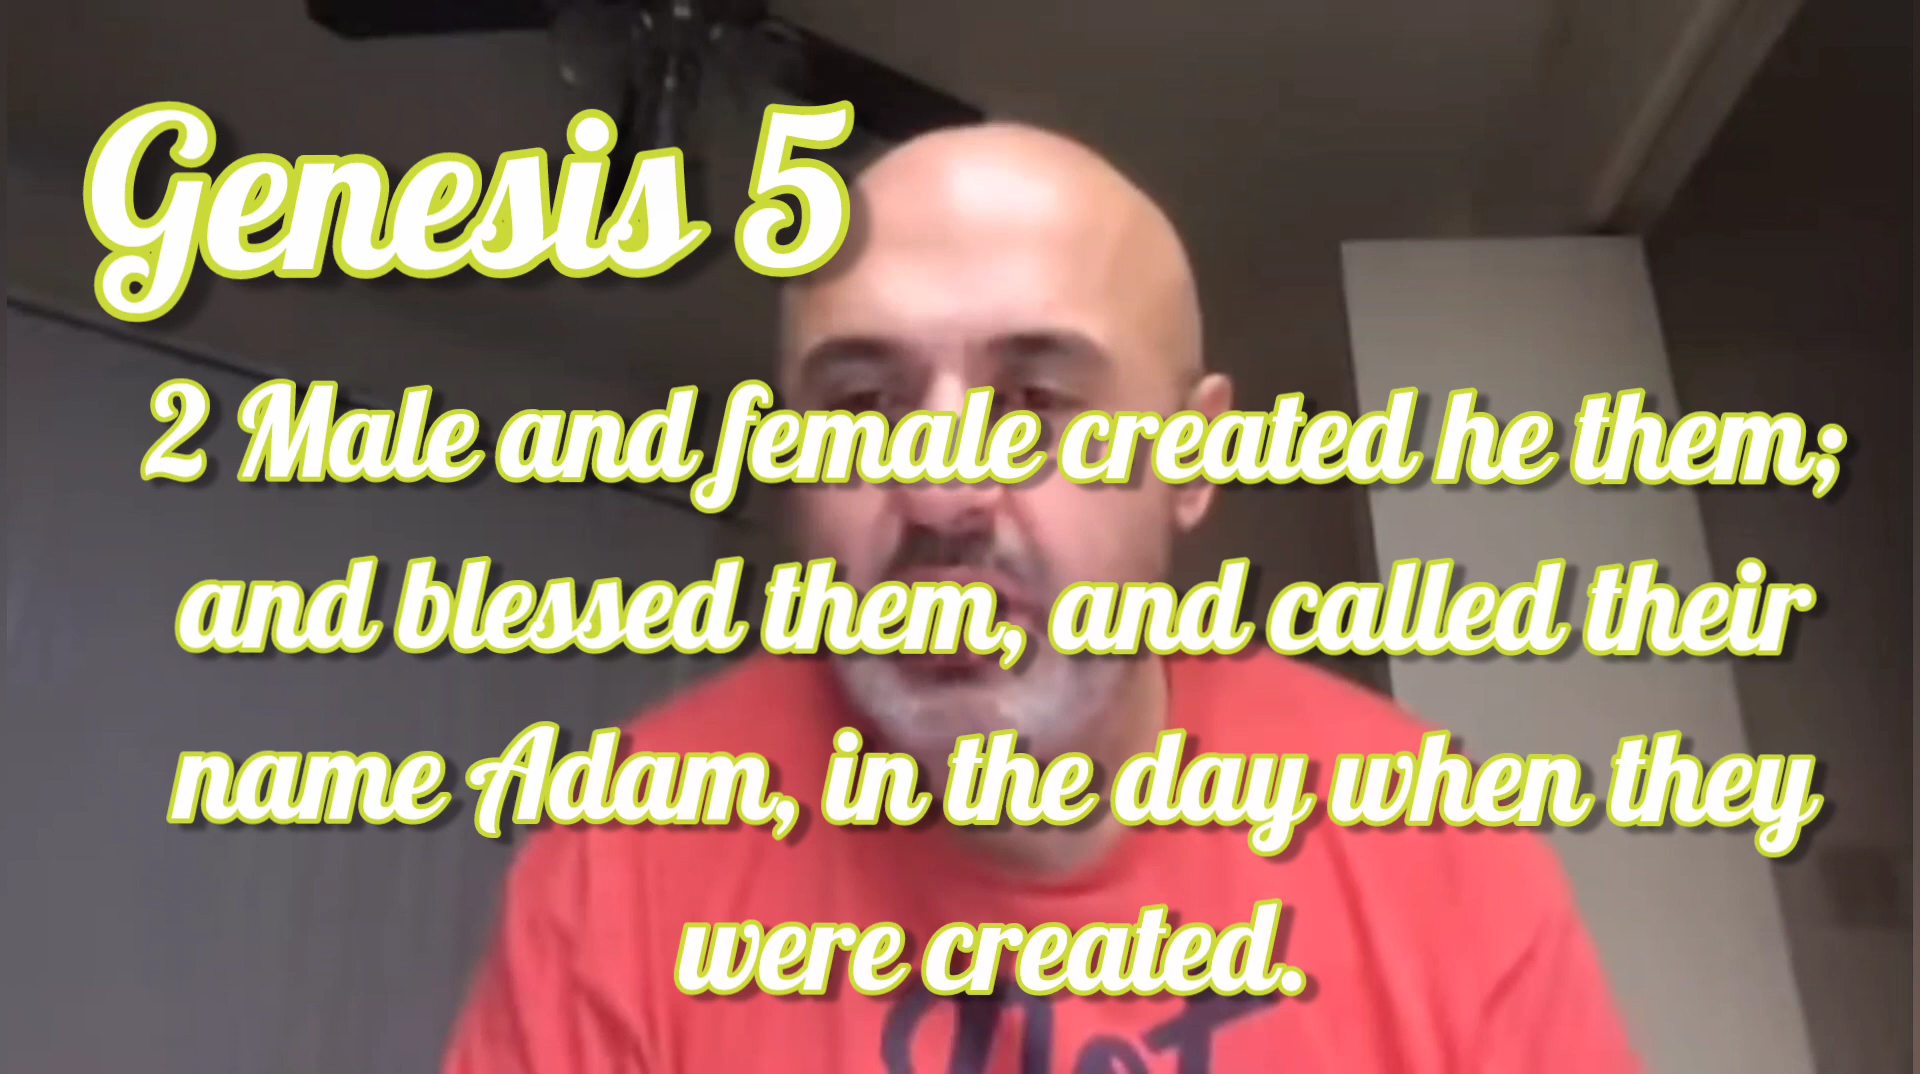 Genesis 5
2 Male and female created he them;
and blessed them, and called their
name Adam, in the day when they
were created.
Not